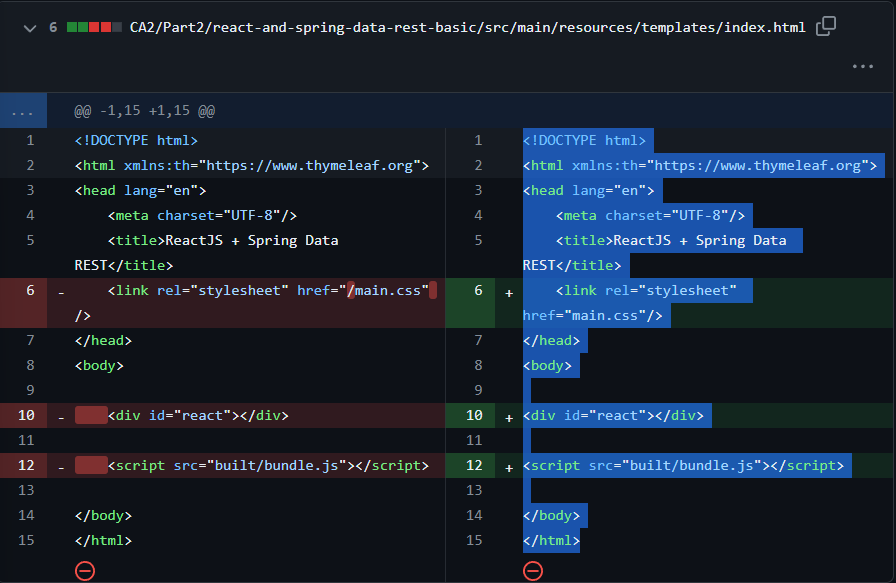 6 CA2/Part2/react-and-spring-data-rest-basic/src/main/resources/templates/index.html
...
... @@ -1,15 +1,15 @@
1 <!DOCTYPE html>
2 <html xmlns:th="https://www.thymeleaf.org">
3 <head lang="en">
4 <meta charset="UTF-8"/>
5 <title>ReactJS + Spring Data
REST</title>
6 - <link rel="stylesheet" href="/main.css"
/>
7 </head>
8 <body>
9
10 - <div id="react"></div>
11
12 - <script src="built/bundle.js"></script>
13
14 </body>
15 </html>
1 <!DOCTYPE html>
2 <html xmlns:th="https://www.thymeleaf.org">
3 <head lang="en">
4 <meta charset="UTF-8"/>
5 <title>ReactJS + Spring Data
REST</title>
6 + <link rel="stylesheet"
href="main.css"/>
7 </head>
8 <body>
9
10 + <div id="react"></div>
11
12 + <script src="built/bundle.js"></script>
13
14 </body>
15 </html>